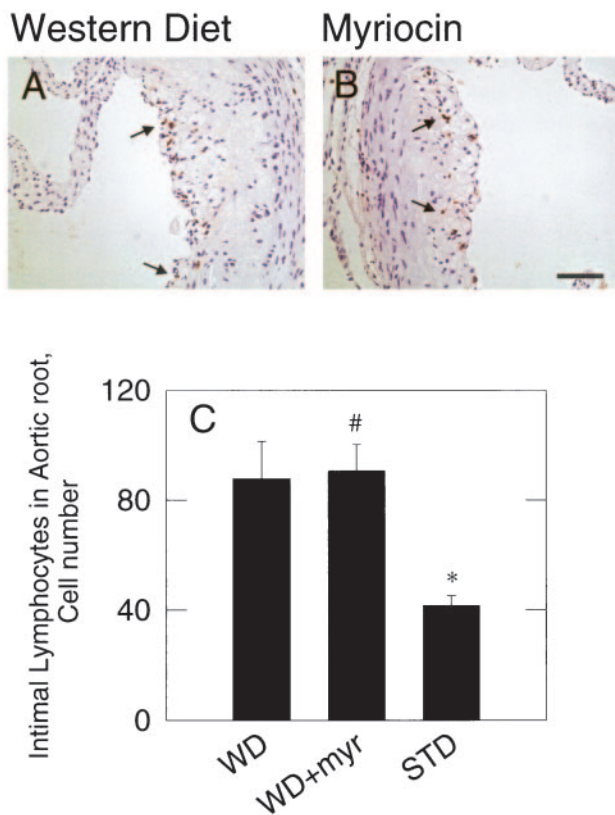 Western Diet Myriocin
A B
Intimal Lymphocytes in Aortic root,
Cell number
120
80
40
0
C
#
*
WD
WD+myr
STD